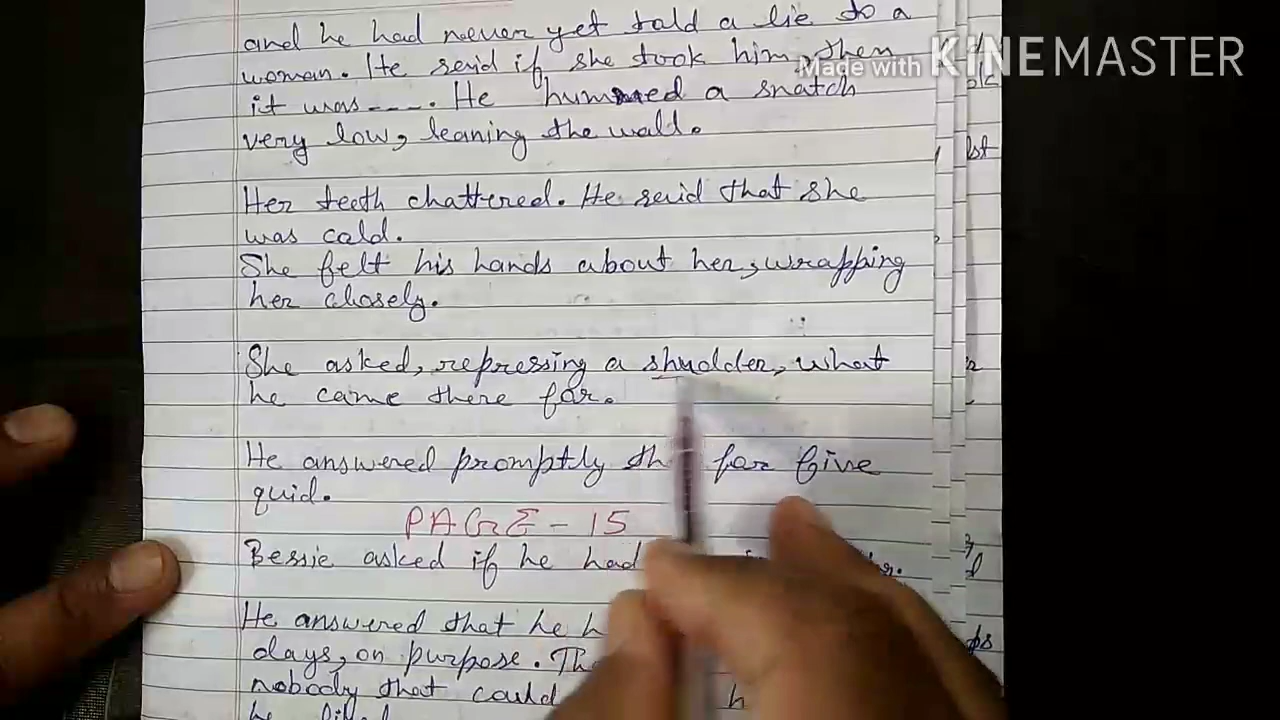 and he had never yet told a lie to a
woman. He said if she took him, then
Made with KINEMASTER
it was----. He hummed a snatch
very low, leaning the wall.
Her teeth chattered. He said that she
was cold.
She felt his hands about her, wrapping
her closely.
She asked, repressing a shudder, what
he came there for.
He answered promptly th for five
quid.
PAGE - 15
Bessie asked if he had
He answered that he h
days, on purpose. Th
nobody that could h
he
lst